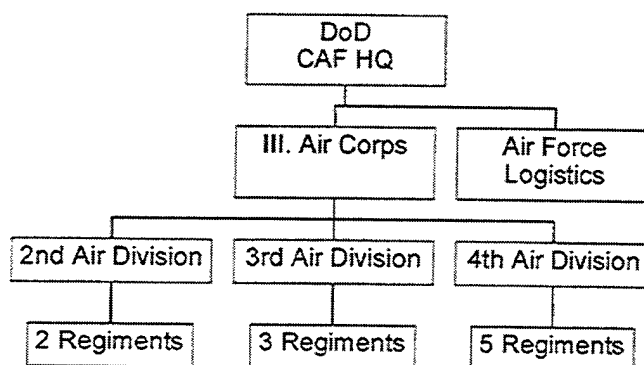 DoD
CAF HQ
III. Air Corps
Air Force
Logistics
2nd Air Division
3rd Air Division
4th Air Division
2 Regiments
3 Regiments
5 Regiments